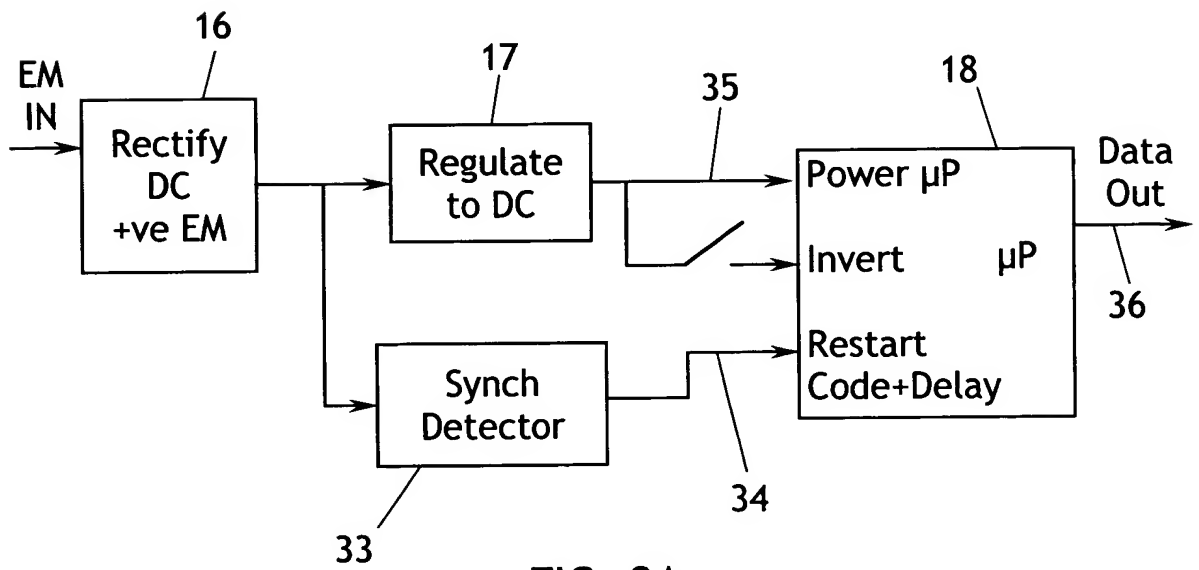 16
EM
IN
Rectify
DC
+ve EM
17
Regulate
to DC
35
18
Power µP
Invert
µP
Restart
Code+Delay
Data
Out
36
Synch
Detector
33
34